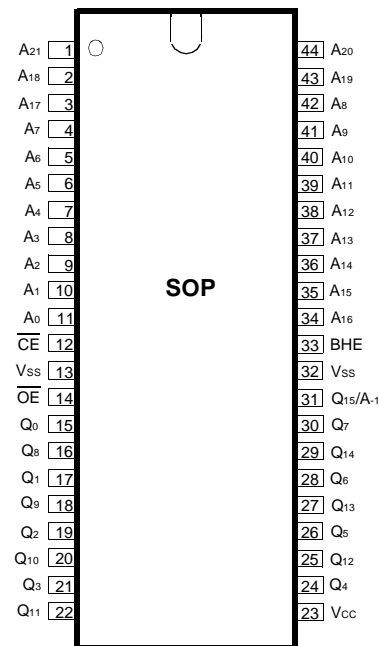 A21 1 44 A20
A18 2 43 A19
A17 3 42 A8
A7 4 41 A9
A6 5 40 A10
A5 6 39 A11
A4 7 38 A12
A3 8 37 A13
A2 9 36 A14
A1 10 SOP 35 A15
A0 11 34 A16
CE 12 33 BHE
VSS 13 32 VSS
OE 14 31 Q15/A-1
Q0 15 30 Q7
Q8 16 29 Q14
Q1 17 28 Q6
Q9 18 27 Q13
Q2 19 26 Q5
Q10 20 25 Q12
Q3 21 24 Q4
Q11 22 23 VCC